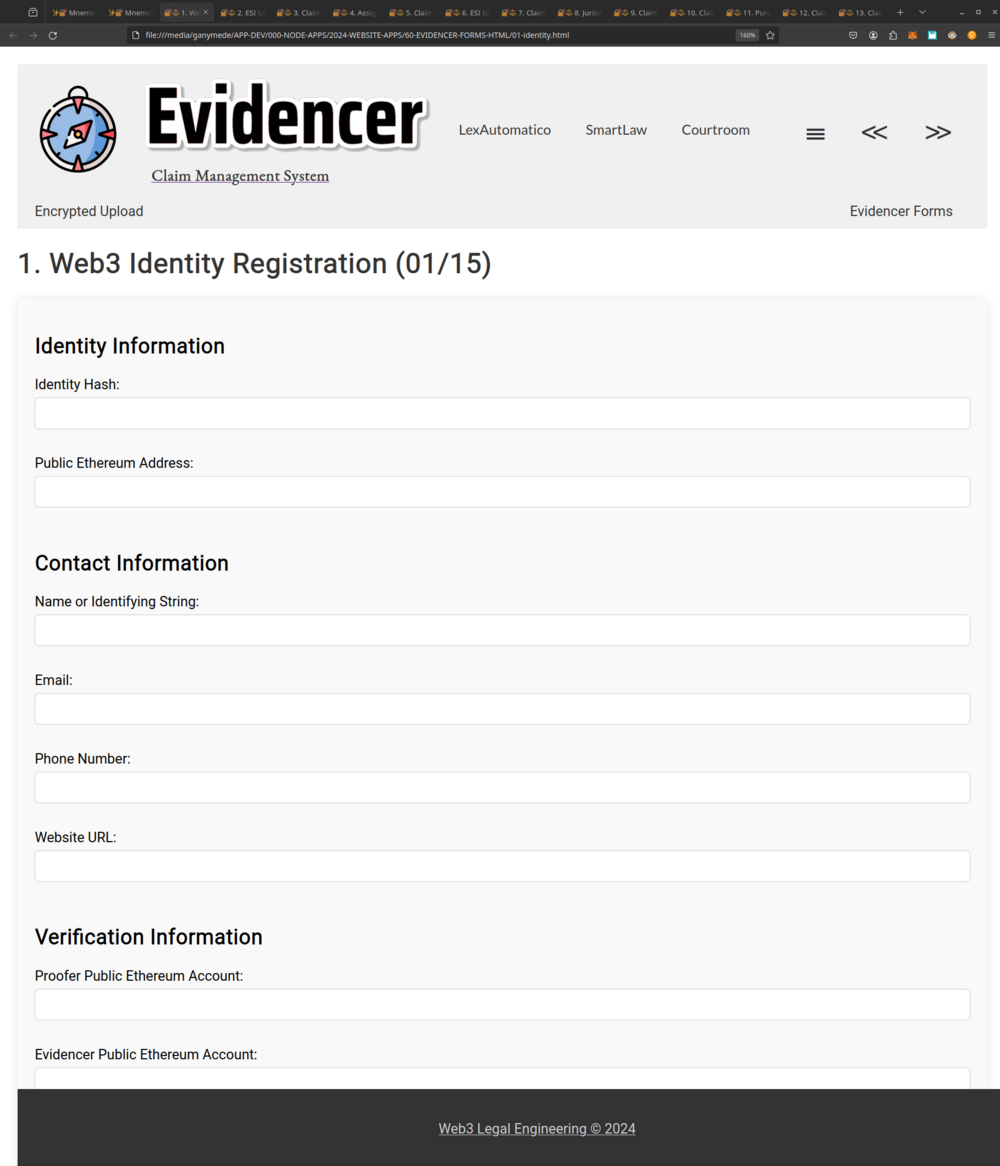 Mnemo
Mnemo
1. We
2. ESI U
3. Claim
4. Assig
5. Claim
6. ESI U
7. Claim
8. Juris
9. Claim
10. Clai
11. Pur
12. Clai
13. Clai
file:///media/ganymede/APP-DEV/000-NODE-APPS/2024-WEBSITE-APPS/60-EVIDENCER-FORMS-HTML/01-identity.html
160%
Evidencer
LexAutomatico SmartLaw Courtroom
<< >>
Claim Management System
Encrypted Upload Evidencer Forms
1. Web3 Identity Registration (01/15)
Identity Information
Identity Hash:
Public Ethereum Address:
Contact Information
Name or Identifying String:
Email:
Phone Number:
Website URL:
Verification Information
Proofer Public Ethereum Account:
Evidencer Public Ethereum Account:
Web3 Legal Engineering © 2024